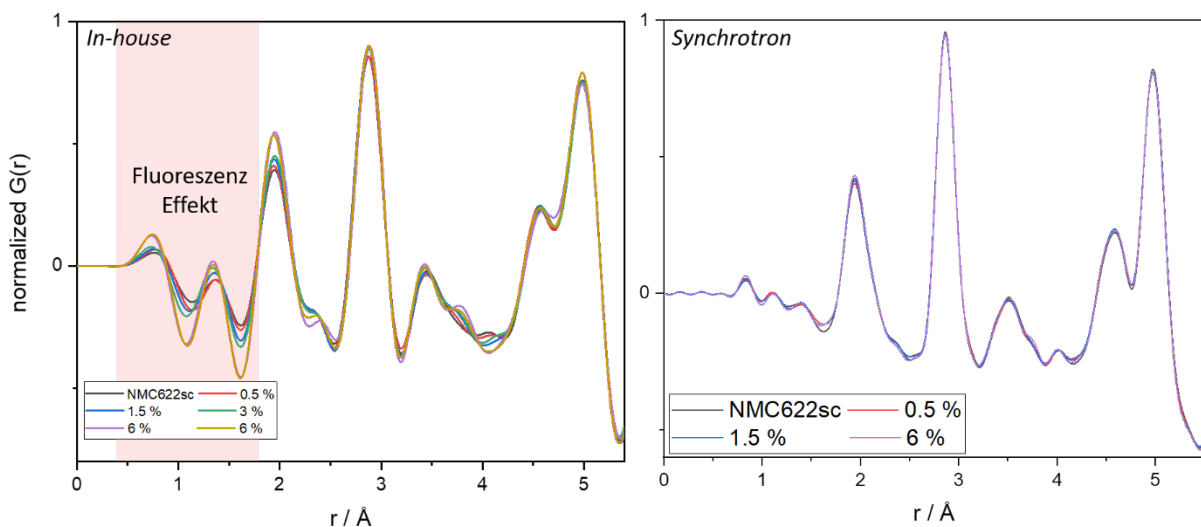 In-house
Fluoreszenz
Effekt
normalized G(r)
1
0
0
1
2
3
4
5
r / Å
NMC622sc
0.5 %
1.5 %
3 %
6 %
6 %
Synchrotron
1
0
0
1
2
3
4
5
r / Å
NMC622sc
0.5 %
1.5 %
6 %